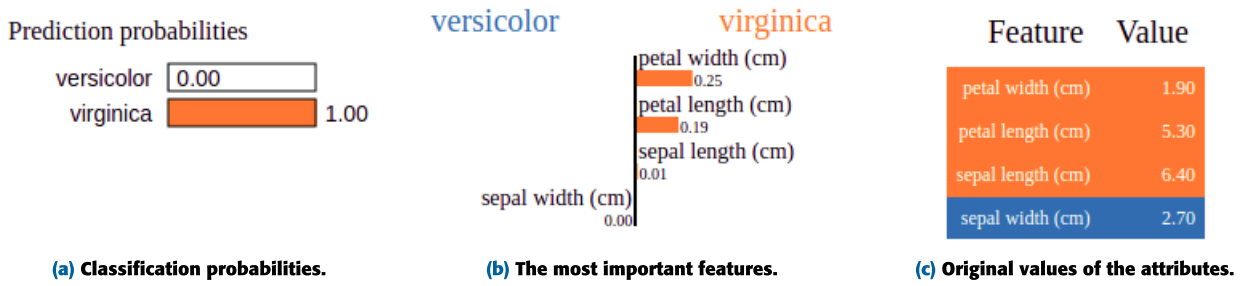 Prediction probabilities
versicolor 0.00
virginica 1.00
(a) Classification probabilities.
versicolor virginica
petal width (cm)
0.25
petal length (cm)
0.19
sepal length (cm)
0.01
sepal width (cm)
0.00
(b) The most important features.
Feature Value
petal width (cm) 1.90
petal length (cm) 5.30
sepal length (cm) 6.40
sepal width (cm) 2.70
(c) Original values of the attributes.